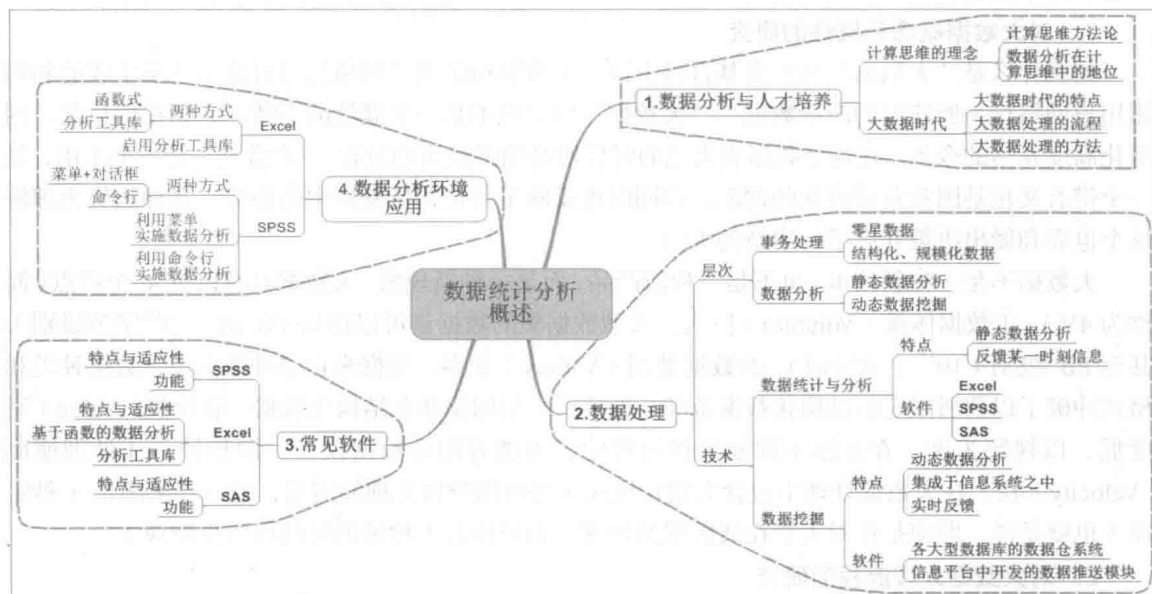 数据统计分析
概述
1.数据分析与人才培养
计算思维的理念
计算思维方法论
数据分析在计
算思维中的地位
大数据时代
大数据时代的特点
大数据处理的流程
大数据处理的方法
2.数据处理
层次
事务处理
零星数据
结构化、规模化数据
数据分析
静态数据分析
动态数据挖掘
技术
数据统计与分析
特点
静态数据分析
反馈某一时刻信息
软件
Excel
SPSS
SAS
数据挖掘
特点
动态数据分析
集成于信息系统之中
实时反馈
软件
各大型数据库的数据仓系统
信息平台中开发的数据推送模块
3.常见软件
SPSS
特点与适应性
功能
Excel
特点与适应性
基于函数的数据分析
分析工具库
SAS
特点与适应性
功能
4.数据分析环境
应用
Excel
两种方式
函数式
分析工具库
启用分析工具库
SPSS
两种方式
菜单+对话框
命令行
利用菜单
实施数据分析
利用命令行
实施数据分析